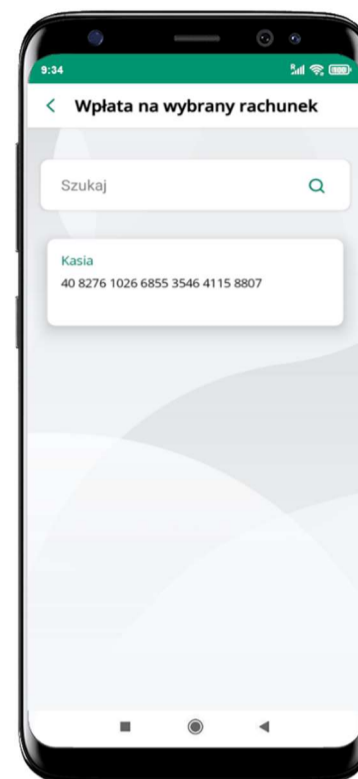 9:34
Wpłata na wybrany rachunek
Szukaj
Kasia
40 8276 1026 6855 3546 4115 8807